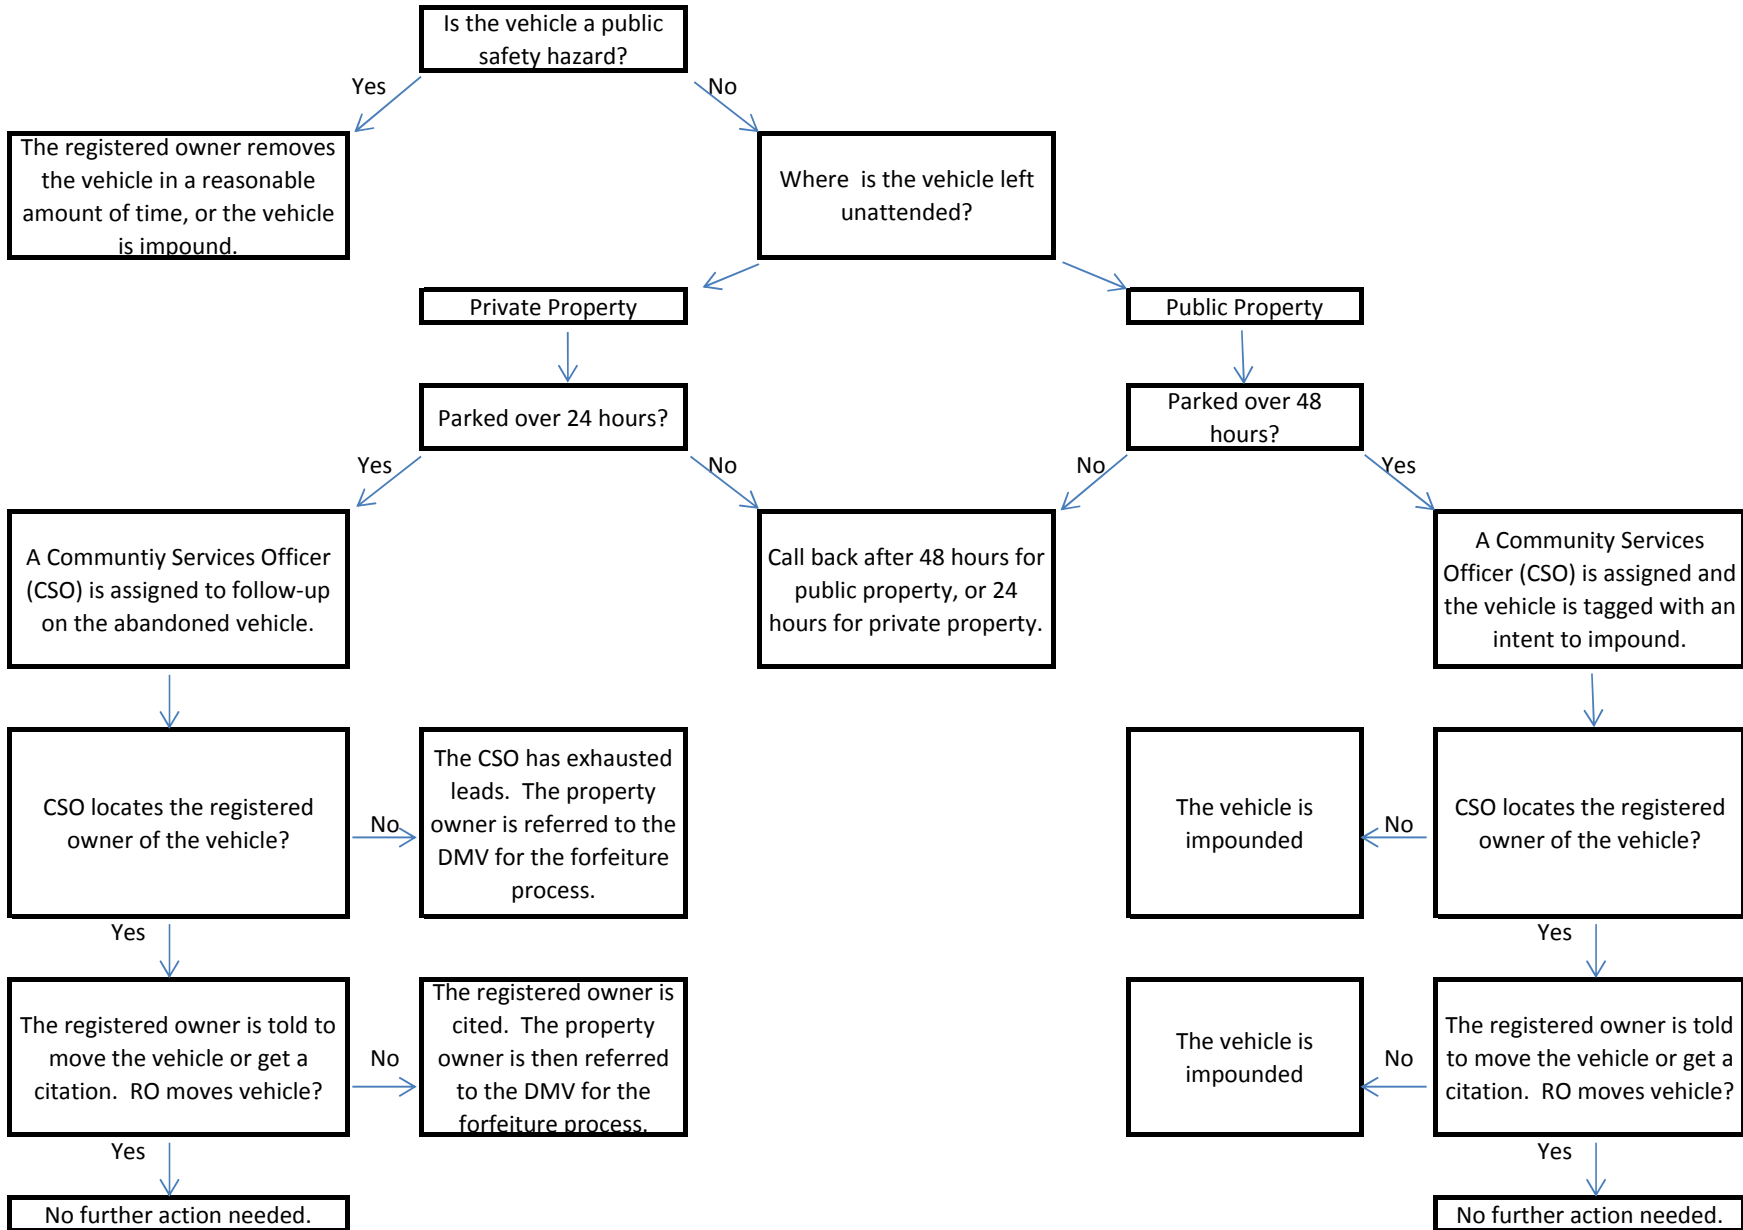 Is the vehicle a public
safety hazard?
Yes
No
The registered owner removes
the vehicle in a reasonable
amount of time, or the vehicle
is impound.
Where is the vehicle left
unattended?
Private Property
Public Property
Parked over 24 hours?
Parked over 48
hours?
Yes
No
No
Yes
A Communtiy Services Officer
(CSO) is assigned to follow-up
on the abandoned vehicle.
Call back after 48 hours for
public property, or 24
hours for private property.
A Community Services
Officer (CSO) is assigned and
the vehicle is tagged with an
intent to impound.
CSO locates the registered
owner of the vehicle?
No
The CSO has exhausted
leads. The property
owner is referred to the
DMV for the forfeiture
process.
The vehicle is
impounded
No
CSO locates the registered
owner of the vehicle?
Yes
Yes
The registered owner is told to
move the vehicle or get a
citation. RO moves vehicle?
No
The registered owner is
cited. The property
owner is then referred
to the DMV for the
forfeiture process.
The vehicle is
impounded
No
The registered owner is told
to move the vehicle or get a
citation. RO moves vehicle?
Yes
Yes
No further action needed.
No further action needed.